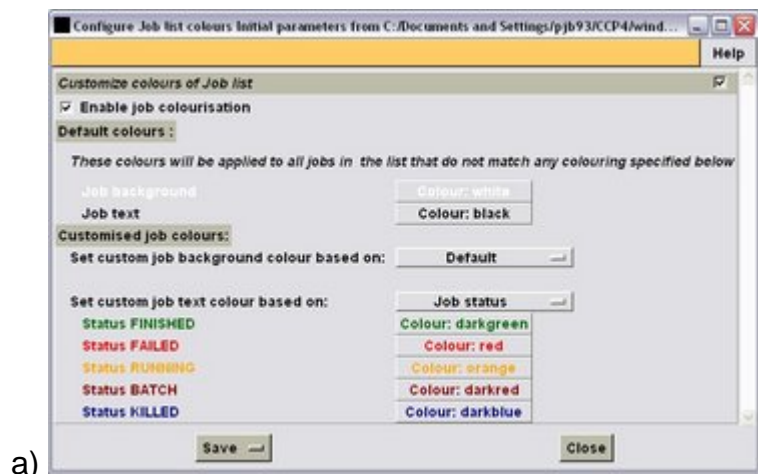 Configure Job list colours Initial parameters from C:/Documents and Settings/pjb93/CCP4/wind...
Help
Customize colours of Job list
Enable job colourisation
Default colours :
These colours will be applied to all jobs in the list that do not match any colouring specified below
Job background Colour: white
Job text Colour: black
Customised job colours:
Set custom job background colour based on: Default
Set custom job text colour based on: Job status
Status FINISHED Colour: darkgreen
Status FAILED Colour: red
Status RUNNING Colour: orange
Status BATCH Colour: darkred
Status KILLED Colour: darkblue
Save Close
a)